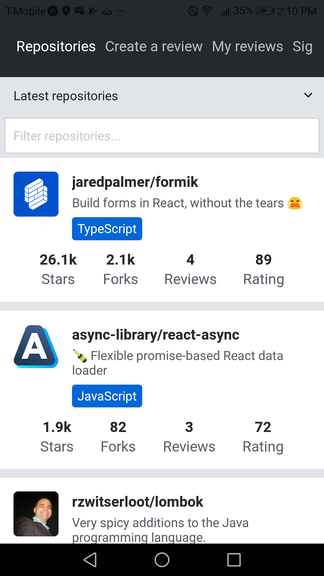 T-Mobile 35% 2:10 PM
Repositories Create a review My reviews Sig
Latest repositories
Filter repositories...
jaredpalmer/formik
Build forms in React, without the tears
TypeScript
26.1k 2.1k 4 89
Stars Forks Reviews Rating
async-library/react-async
Flexible promise-based React data
loader
JavaScript
1.9k 82 3 72
Stars Forks Reviews Rating
rzwitserloot/lombok
Very spicy additions to the Java
programming language.